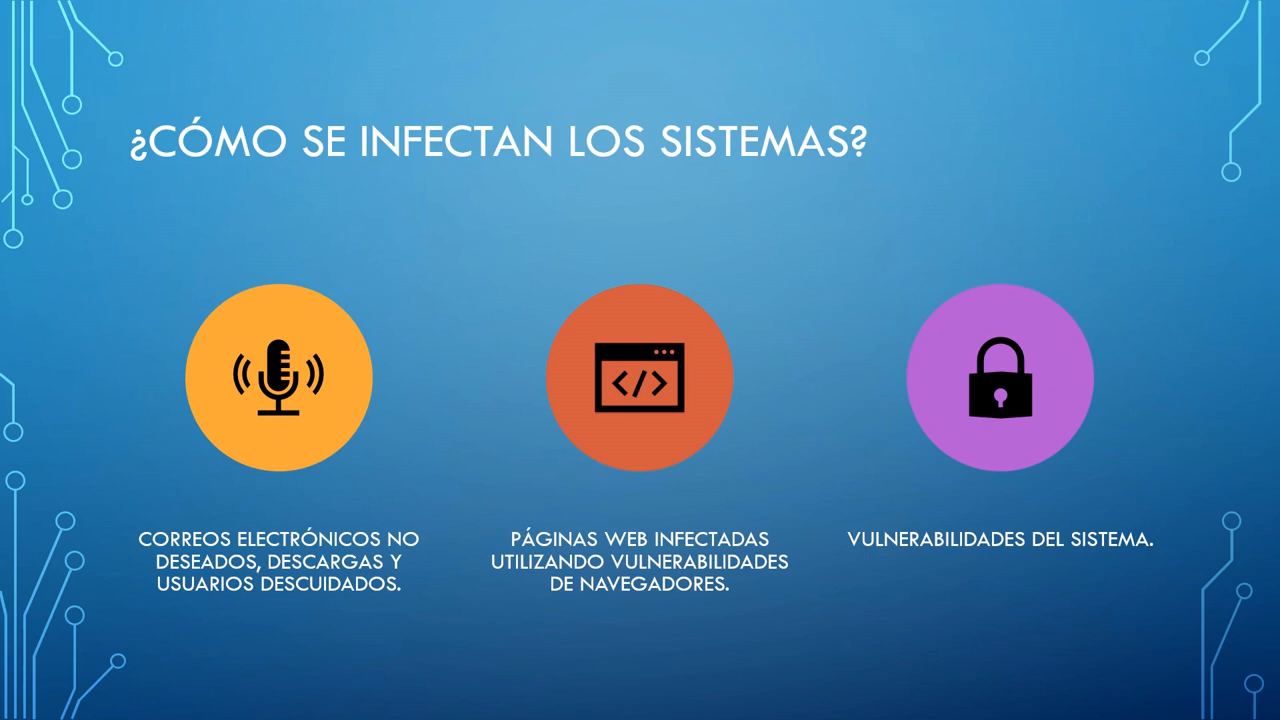 ¿CÓMO SE INFECTAN LOS SISTEMAS?
CORREOS ELECTRÓNICOS NO
DESEADOS, DESCARGAS Y
USUARIOS DESCUIDADOS.
PÁGINAS WEB INFECTADAS
UTILIZANDO VULNERABILIDADES
DE NAVEGADORES.
VULNERABILIDADES DEL SISTEMA.